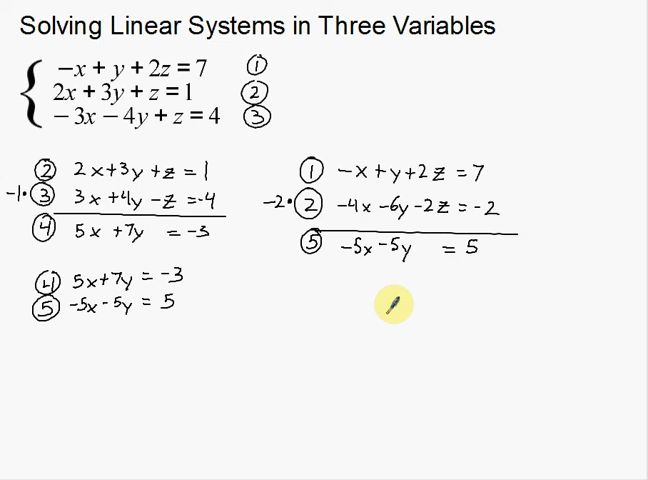 Solving Linear Systems in Three Variables
−x + y + 2z = 7 ①
2x + 3y + z = 1 ②
−3x − 4y + z = 4 ③
② 2x+3y+z=1
-1·③ 3x+4y-z=-4
④ 5x+7y =-3
④ 5x+7y=-3
⑤ -5x-5y=5
① -x+y+2z=7
-2·② -4x-6y-2z=-2
⑤ -5x-5y =5